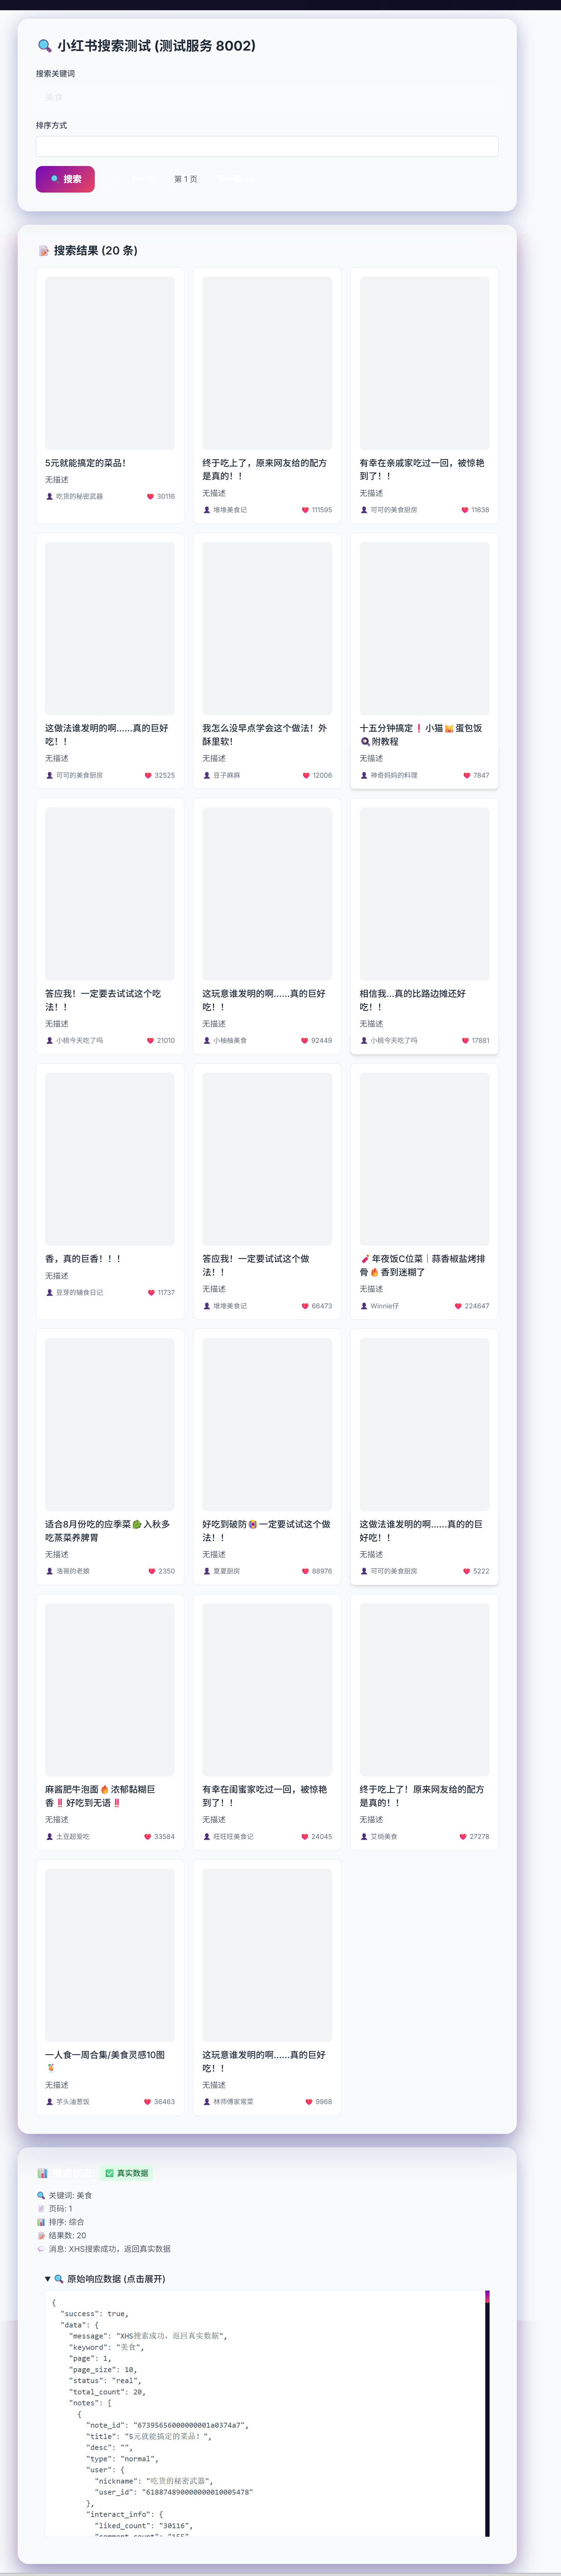 🔍 小红书搜索测试 (测试服务 8002)
搜索关键词
美食
排序方式
🔍 搜索
第 1 页
📝 搜索结果 (20 条)
5元就能搞定的菜品！
无描述
👤 吃货的秘密武器 ❤️ 30116
终于吃上了，原来网友给的配方
是真的！！
无描述
👤 堆堆美食记 ❤️ 111595
有幸在亲戚家吃过一回，被惊艳
到了！！
无描述
👤 可可的美食厨房 ❤️ 11638
这做法谁发明的啊……真的巨好
吃！！
无描述
👤 可可的美食厨房 ❤️ 32525
我怎么没早点学会这个做法！外
酥里软！
无描述
👤 豆子麻麻 ❤️ 12006
十五分钟搞定❗小猫🐱蛋包饭
🍳附教程
无描述
👤 神奇妈妈的料理 ❤️ 7847
答应我！一定要去试试这个吃
法！！
无描述
👤 小桃今天吃了吗 ❤️ 21010
这玩意谁发明的啊……真的巨好
吃！！
无描述
👤 小柚柚美食 ❤️ 92449
相信我…真的比路边摊还好
吃！！
无描述
👤 小桃今天吃了吗 ❤️ 17881
香，真的巨香！！！
无描述
👤 豆芽的辅食日记 ❤️ 11737
答应我！一定要试试这个做
法！！
无描述
👤 堆堆美食记 ❤️ 66473
🧨年夜饭C位菜｜蒜香椒盐烤排
骨🔥香到迷糊了
无描述
👤 Winnie仔 ❤️ 224647
适合8月份吃的应季菜🥬入秋多
吃蒸菜养脾胃
无描述
👤 洛哥的老娘 ❤️ 2350
好吃到破防 一定要试试这个做
法！！
无描述
👤 夏夏厨房 ❤️ 88976
这做法谁发明的啊……真的的巨
好吃！！
无描述
👤 可可的美食厨房 ❤️ 5222
麻酱肥牛泡面🔥浓郁黏糊巨
香‼️好吃到无语‼️
无描述
👤 土豆超爱吃 ❤️ 33584
有幸在闺蜜家吃过一回，被惊艳
到了！！
无描述
👤 旺旺旺美食记 ❤️ 24045
终于吃上了！原来网友给的配方
是真的！！
无描述
👤 艾绱美食 ❤️ 27278
一人食一周合集/美食灵感10图
🍹
无描述
👤 芋头油葱饭 ❤️ 36463
这玩意谁发明的啊……真的巨好
吃！！
无描述
👤 林师傅家常菜 ❤️ 9968
📊 ✅ 真实数据
🔍 关键词: 美食
📄 页码: 1
📊 排序: 综合
📝 结果数: 20
💬 消息: XHS搜索成功，返回真实数据
▼ 🔍 原始响应数据 (点击展开)
{
"success": true,
"data": {
"message": "XHS搜索成功，返回真实数据",
"keyword": "美食",
"page": 1,
"page_size": 10,
"status": "real",
"total_count": 20,
"notes": [
{
"note_id": "67395656000000001a0374a7",
"title": "5元就能搞定的菜品！",
"desc": "",
"type": "normal",
"user": {
"nickname": "吃货的秘密武器",
"user_id": "618874890000000010005478"
},
"interact_info": {
"liked_count": "30116",
"comment_count": "155",